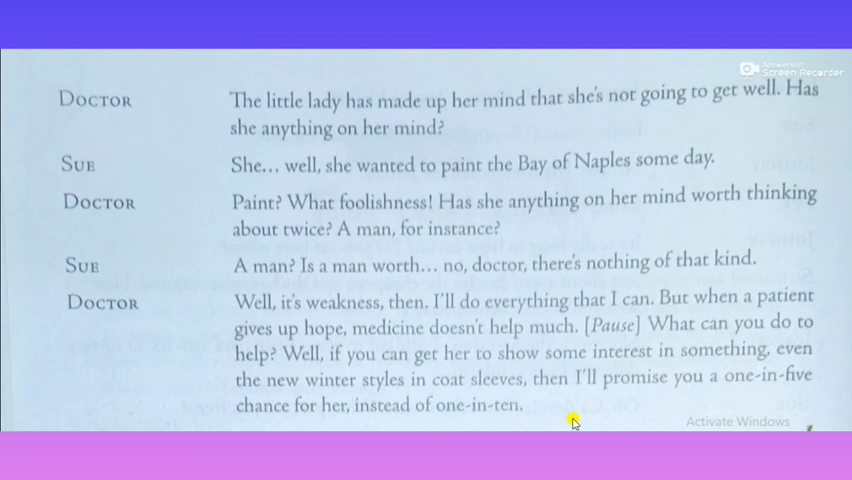 DOCTOR The little lady has made up her mind that she's not going to get well. Has
she anything on her mind?
SUE She... well, she wanted to paint the Bay of Naples some day.
DOCTOR Paint? What foolishness! Has she anything on her mind worth thinking
about twice? A man, for instance?
SUE A man? Is a man worth... no, doctor, there's nothing of that kind.
DOCTOR Well, it's weakness, then. I'll do everything that I can. But when a patient
gives up hope, medicine doesn't help much. [Pause] What can you do to
help? Well, if you can get her to show some interest in something, even
the new winter styles in coat sleeves, then I'll promise you a one-in-five
chance for her, instead of one-in-ten.
Screen Recorder
Activate Windows